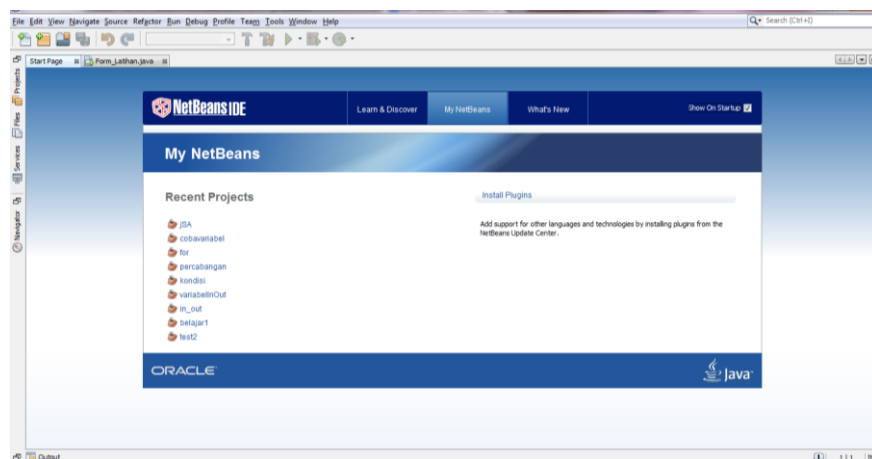 File Edit View Navigate Source Refactor Run Debug Profile Team Tools Window Help
Search (Ctrl+I)
Start Page Form_Latihan.java
Projects
Files
Services
Navigator
NetBeans IDE
Learn & Discover
My NetBeans
What's New
Show On Startup
My NetBeans
Recent Projects
JSA
cobavariabel
for
percabangan
kondisi
variabelInOut
in_out
belajar1
test2
Install Plugins
Add support for other languages and technologies by installing plugins from the
NetBeans Update Center.
ORACLE
Java
Output
1:1